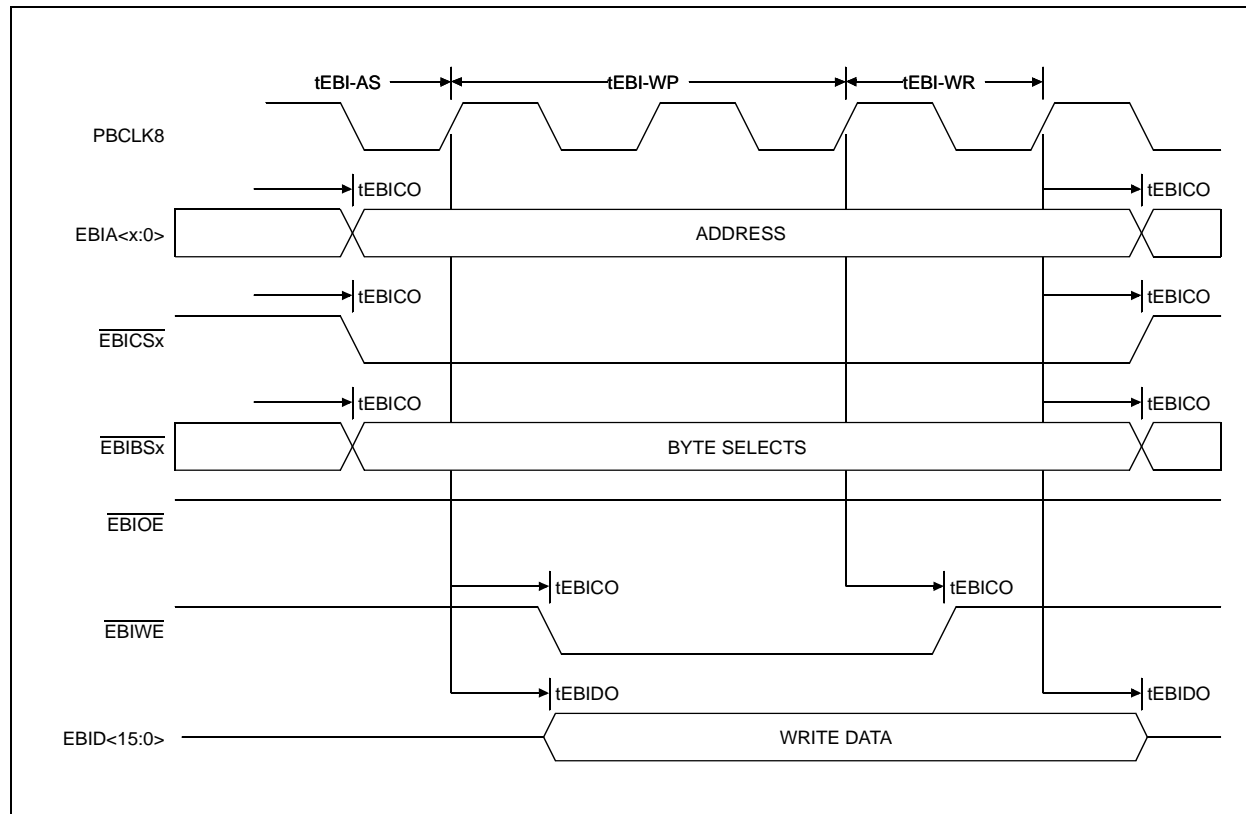 tEBI-AS tEBI-WP tEBI-WR
PBCLK8
tEBICO tEBICO
EBIA<x:0> ADDRESS
tEBICO tEBICO
EBICSx
tEBICO tEBICO
EBIBSx BYTE SELECTS
EBIOE
tEBICO tEBICO
EBIWE
tEBIDO tEBIDO
EBID<15:0> WRITE DATA